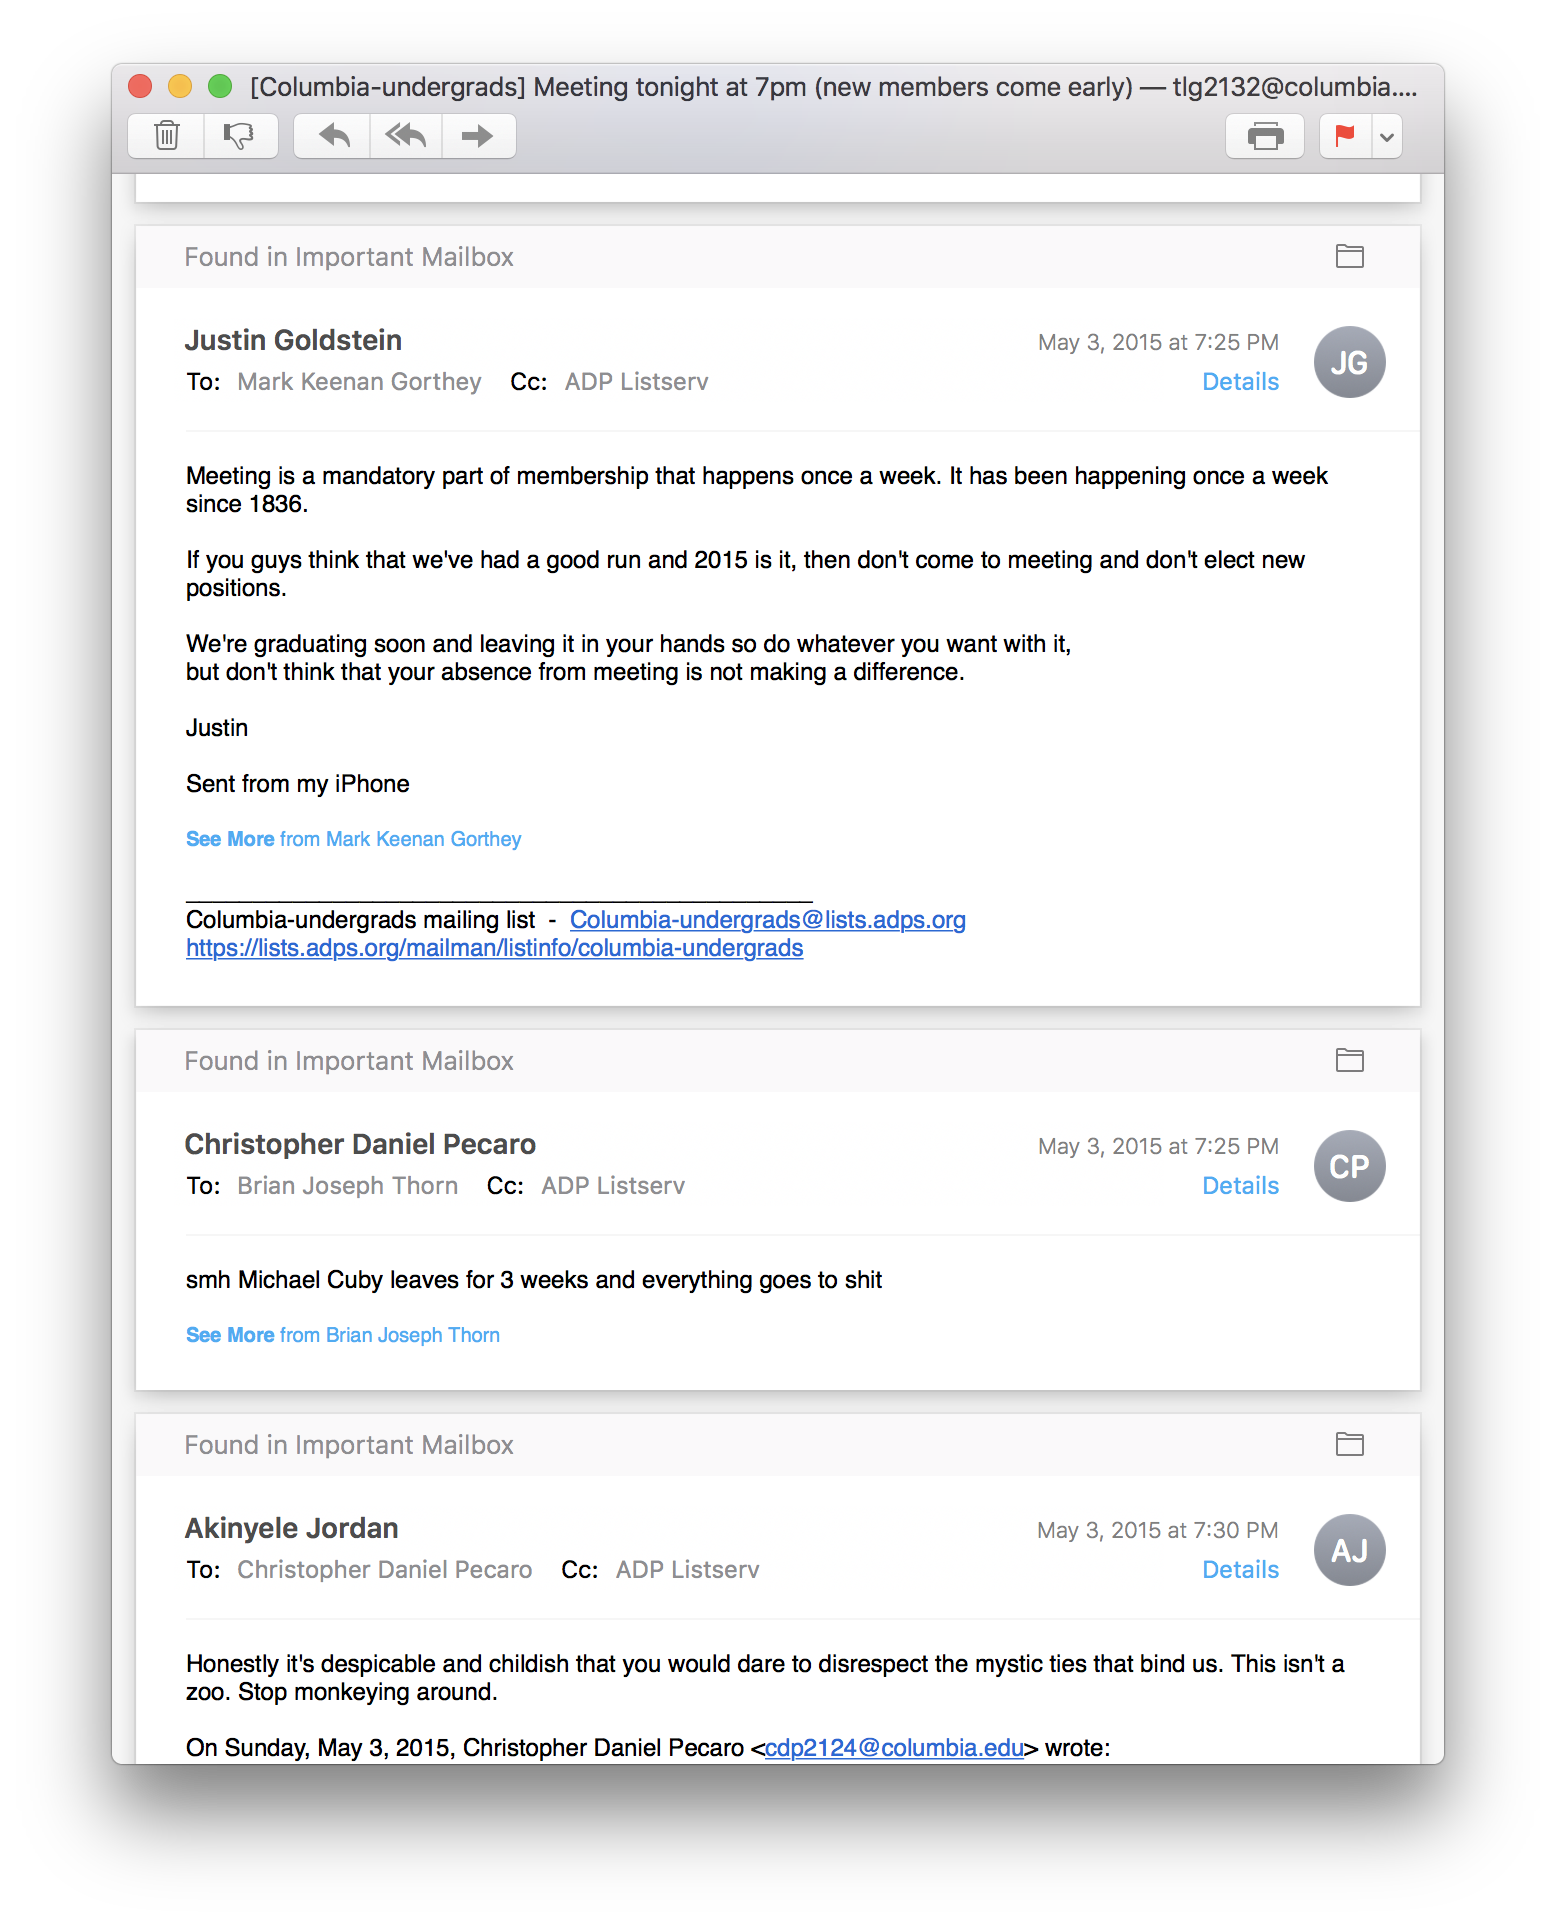 [Columbia-undergrads] Meeting tonight at 7pm (new members come early) — tlg2132@columbia....
Found in Important Mailbox
Justin Goldstein
May 3, 2015 at 7:25 PM
JG
To: Mark Keenan Gorthey Cc: ADP Listserv
Details
Meeting is a mandatory part of membership that happens once a week. It has been happening once a week
since 1836.
If you guys think that we've had a good run and 2015 is it, then don't come to meeting and don't elect new
positions.
We're graduating soon and leaving it in your hands so do whatever you want with it,
but don't think that your absence from meeting is not making a difference.
Justin
Sent from my iPhone
See More from Mark Keenan Gorthey
_______________________________________________
Columbia-undergrads mailing list - Columbia-undergrads@lists.adps.org
https://lists.adps.org/mailman/listinfo/columbia-undergrads
Found in Important Mailbox
Christopher Daniel Pecaro
May 3, 2015 at 7:25 PM
CP
To: Brian Joseph Thorn Cc: ADP Listserv
Details
smh Michael Cuby leaves for 3 weeks and everything goes to shit
See More from Brian Joseph Thorn
Found in Important Mailbox
Akinyele Jordan
May 3, 2015 at 7:30 PM
AJ
To: Christopher Daniel Pecaro Cc: ADP Listserv
Details
Honestly it's despicable and childish that you would dare to disrespect the mystic ties that bind us. This isn't a
zoo. Stop monkeying around.
On Sunday, May 3, 2015, Christopher Daniel Pecaro <cdp2124@columbia.edu> wrote: